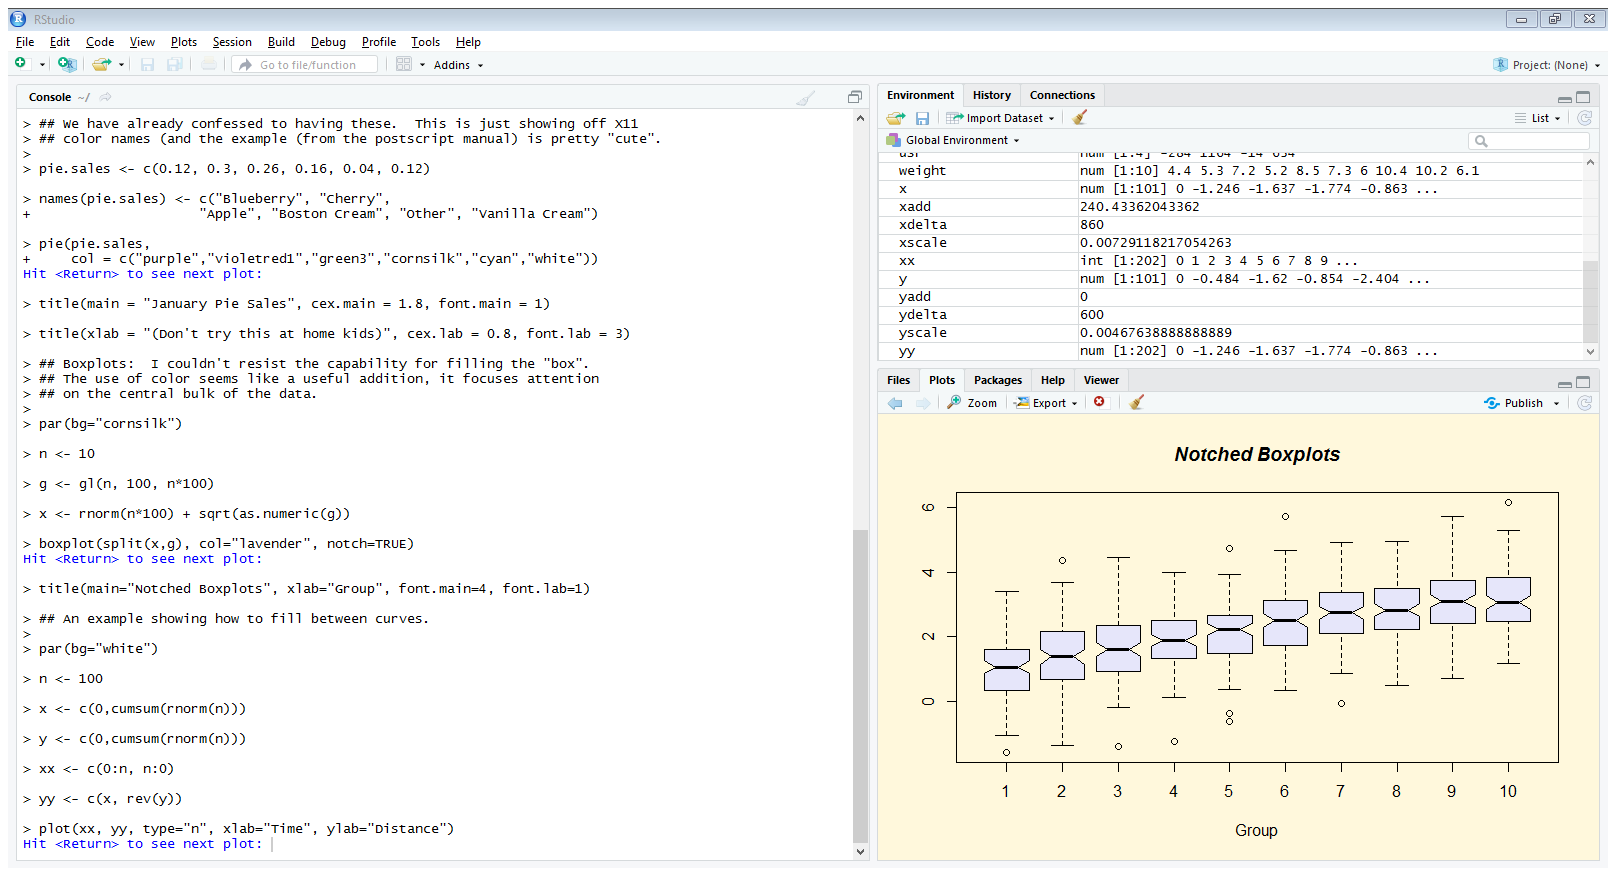 RStudio
File Edit Code View Plots Session Build Debug Profile Tools Help
Go to file/function Addins Project: (None)
Console ~/
> ## We have already confessed to having these.  This is just showing off X11
> ## color names (and the example (from the postscript manual) is pretty "cute".
>
> pie.sales <- c(0.12, 0.3, 0.26, 0.16, 0.04, 0.12)
> names(pie.sales) <- c("Blueberry", "Cherry",
+                     "Apple", "Boston Cream", "Other", "Vanilla Cream")
> pie(pie.sales,
+     col = c("purple","violetred1","green3","cornsilk","cyan","white"))
Hit <Return> to see next plot:
> title(main = "January Pie Sales", cex.main = 1.8, font.main = 1)
> title(xlab = "(Don't try this at home kids)", cex.lab = 0.8, font.lab = 3)
> ## Boxplots:  I couldn't resist the capability for filling the "box".
> ## The use of color seems like a useful addition, it focuses attention
> ## on the central bulk of the data.
>
> par(bg="cornsilk")
> n <- 10
> g <- gl(n, 100, n*100)
> x <- rnorm(n*100) + sqrt(as.numeric(g))
> boxplot(split(x,g), col="lavender", notch=TRUE)
Hit <Return> to see next plot:
> title(main="Notched Boxplots", xlab="Group", font.main=4, font.lab=1)
> ## An example showing how to fill between curves.
>
> par(bg="white")
> n <- 100
> x <- c(0,cumsum(rnorm(n)))
> y <- c(0,cumsum(rnorm(n)))
> xx <- c(0:n, n:0)
> yy <- c(x, rev(y))
> plot(xx, yy, type="n", xlab="Time", ylab="Distance")
Hit <Return> to see next plot:
Environment History Connections
Import Dataset List
Global Environment
usr num [1:4] -284 1164 -14 654
weight num [1:10] 4.4 5.3 7.2 5.2 8.5 7.3 6 10.4 10.2 6.1
x num [1:101] 0 -1.246 -1.637 -1.774 -0.863 ...
xadd 240.43362043362
xdelta 860
xscale 0.00729118217054263
xx int [1:202] 0 1 2 3 4 5 6 7 8 9 ...
y num [1:101] 0 -0.484 -1.62 -0.854 -2.404 ...
yadd 0
ydelta 600
yscale 0.00467638888888889
yy num [1:202] 0 -1.246 -1.637 -1.774 -0.863 ...
Files Plots Packages Help Viewer
Zoom Export Publish
Notched Boxplots
6
4
2
0
1 2 3 4 5 6 7 8 9 10
Group